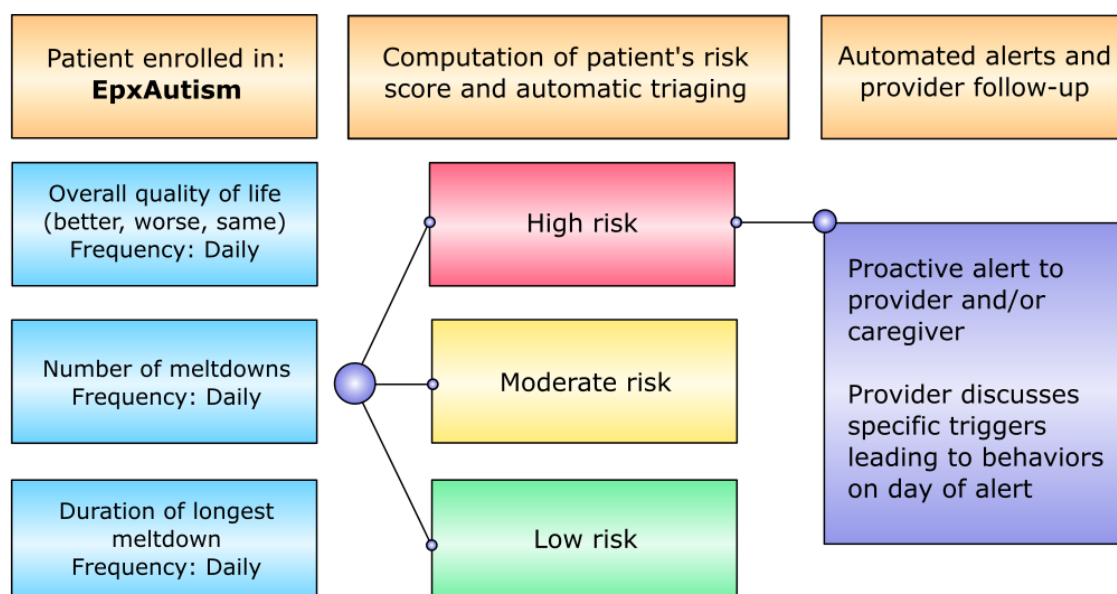 Patient enrolled in:
EpxAutism
Computation of patient's risk
score and automatic triaging
Automated alerts and
provider follow-up
Overall quality of life
(better, worse, same)
Frequency: Daily
Number of meltdowns
Frequency: Daily
Duration of longest
meltdown
Frequency: Daily
High risk
Moderate risk
Low risk
Proactive alert to
provider and/or
caregiver
Provider discusses
specific triggers
leading to behaviors
on day of alert